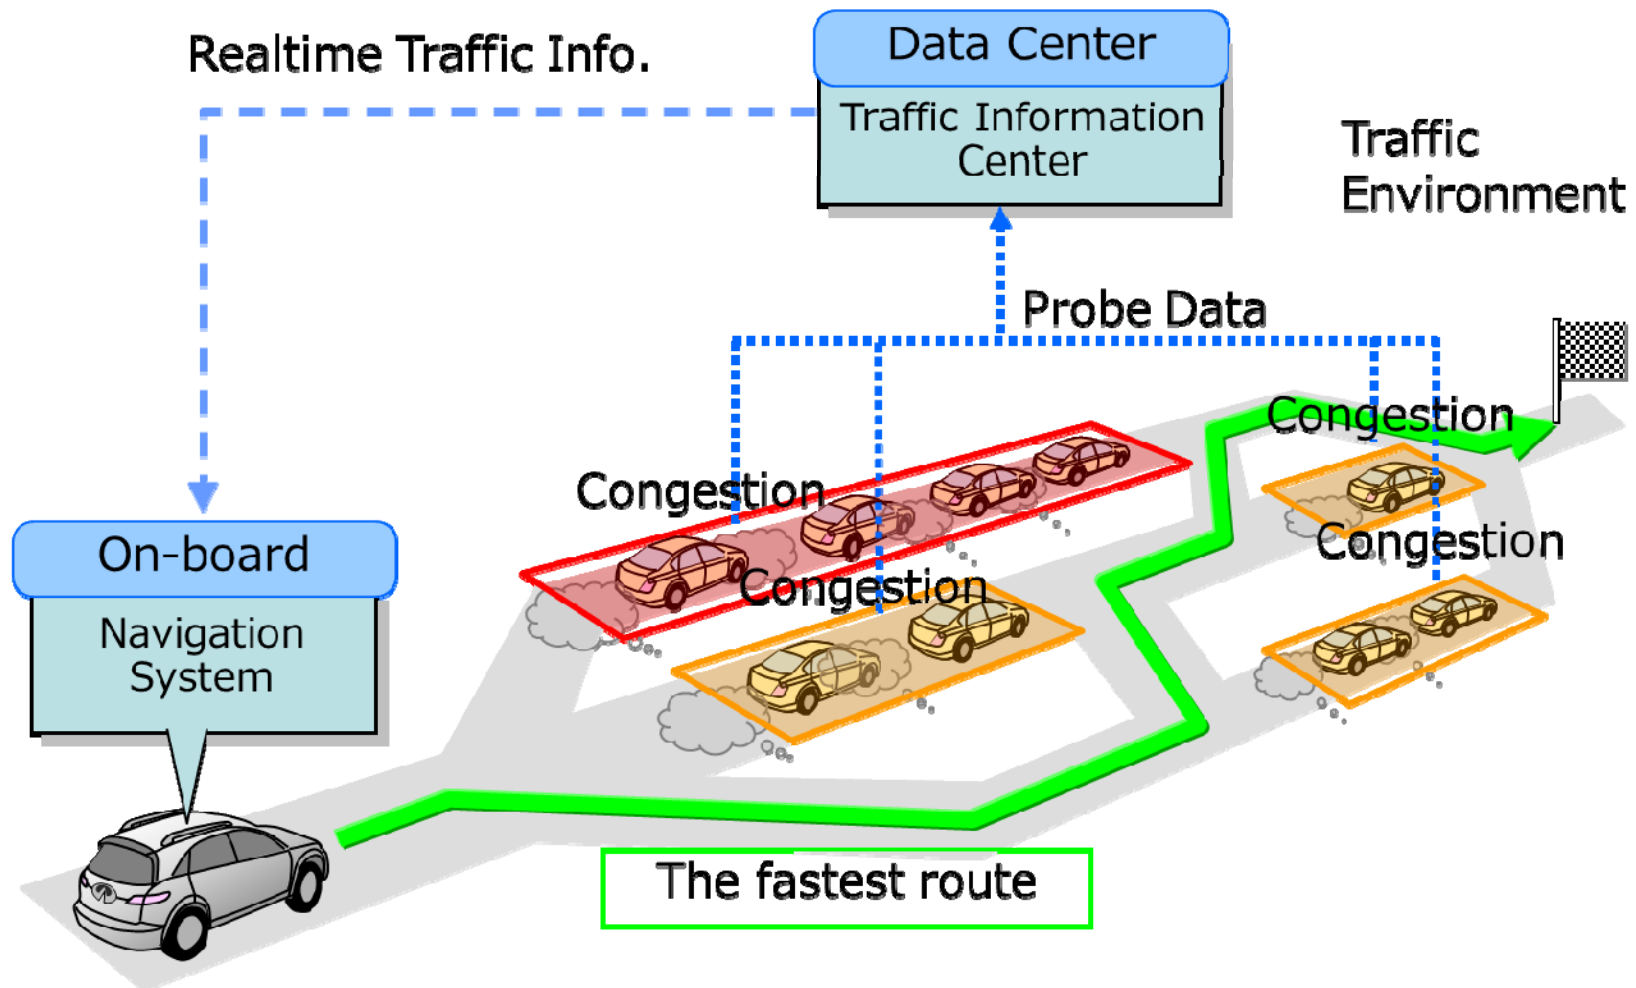 Realtime Traffic Info.
Data Center
Traffic Information
Center
Traffic
Environment
Probe Data
Congestion
Congestion
Congestion
Congestion
On-board
Navigation
System
The fastest route